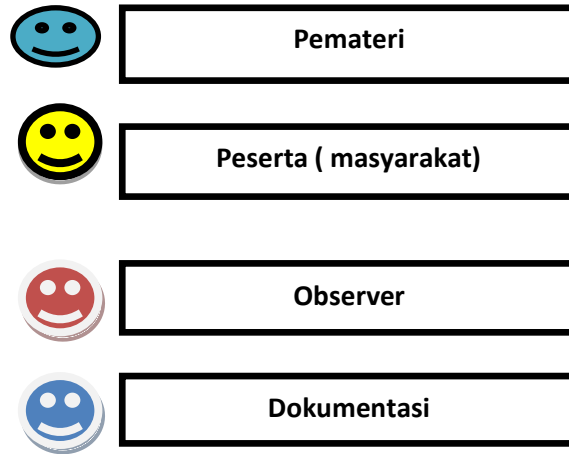 Pemateri
Peserta ( masyarakat)
Observer
Dokumentasi